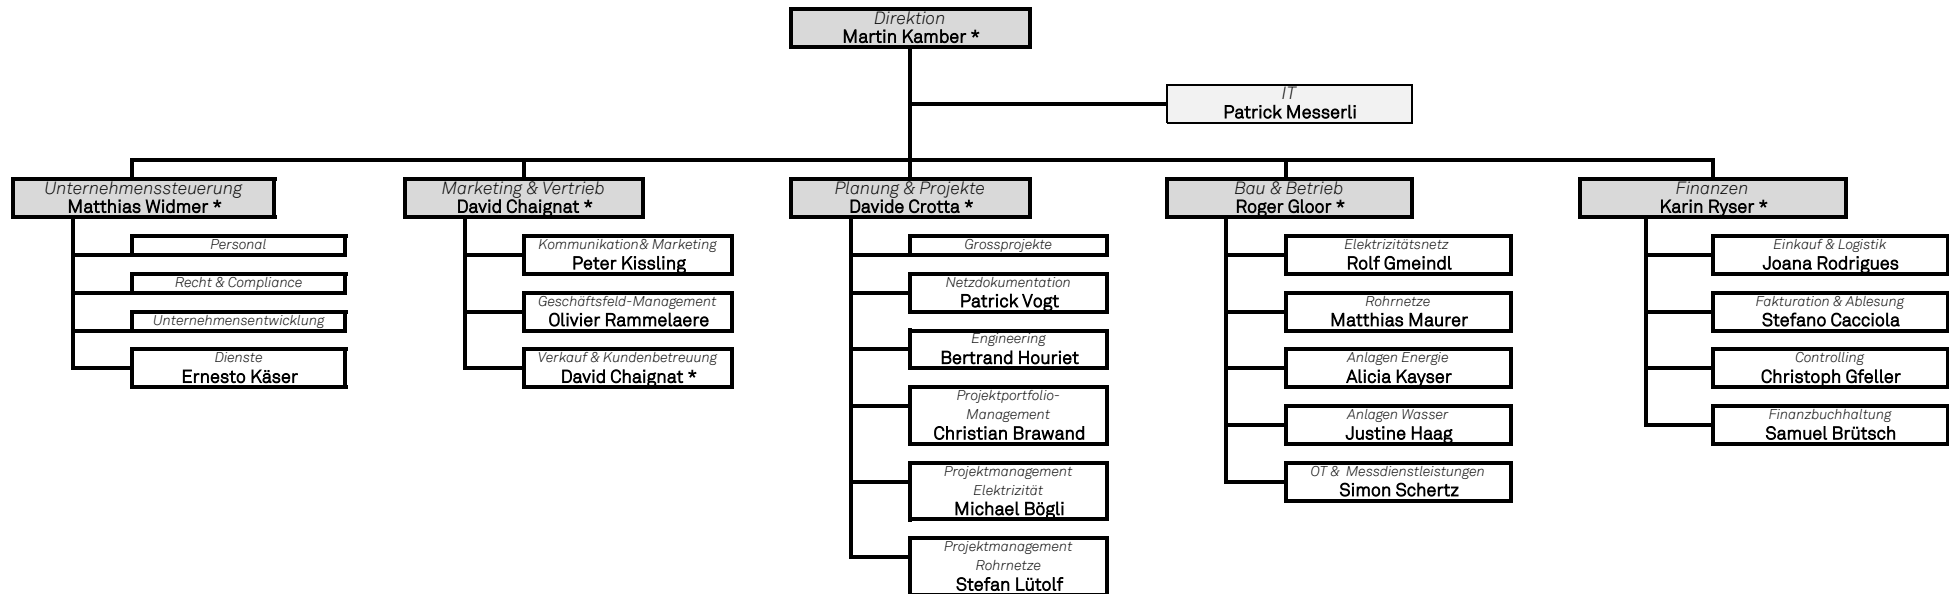 Direktion
Martin Kamber *
IT
Patrick Messerli
Unternehmenssteuerung
Matthias Widmer *
Personal
Recht & Compliance
Unternehmensentwicklung
Dienste
Ernesto Käser
Marketing & Vertrieb
David Chaignat *
Kommunikation& Marketing
Peter Kissling
Geschäftsfeld-Management
Olivier Rammelaere
Verkauf & Kundenbetreuung
David Chaignat *
Planung & Projekte
Davide Crotta *
Grossprojekte
Netzdokumentation
Patrick Vogt
Engineering
Bertrand Houriet
Projektportfolio-
Management
Christian Brawand
Projektmanagement
Elektrizität
Michael Bögli
Projektmanagement
Rohrnetze
Stefan Lütolf
Bau & Betrieb
Roger Gloor *
Elektrizitätsnetz
Rolf Gmeindl
Rohrnetze
Matthias Maurer
Anlagen Energie
Alicia Kayser
Anlagen Wasser
Justine Haag
OT & Messdienstleistungen
Simon Schertz
Finanzen
Karin Ryser *
Einkauf & Logistik
Joana Rodrigues
Fakturation & Ablesung
Stefano Cacciola
Controlling
Christoph Gfeller
Finanzbuchhaltung
Samuel Brütsch